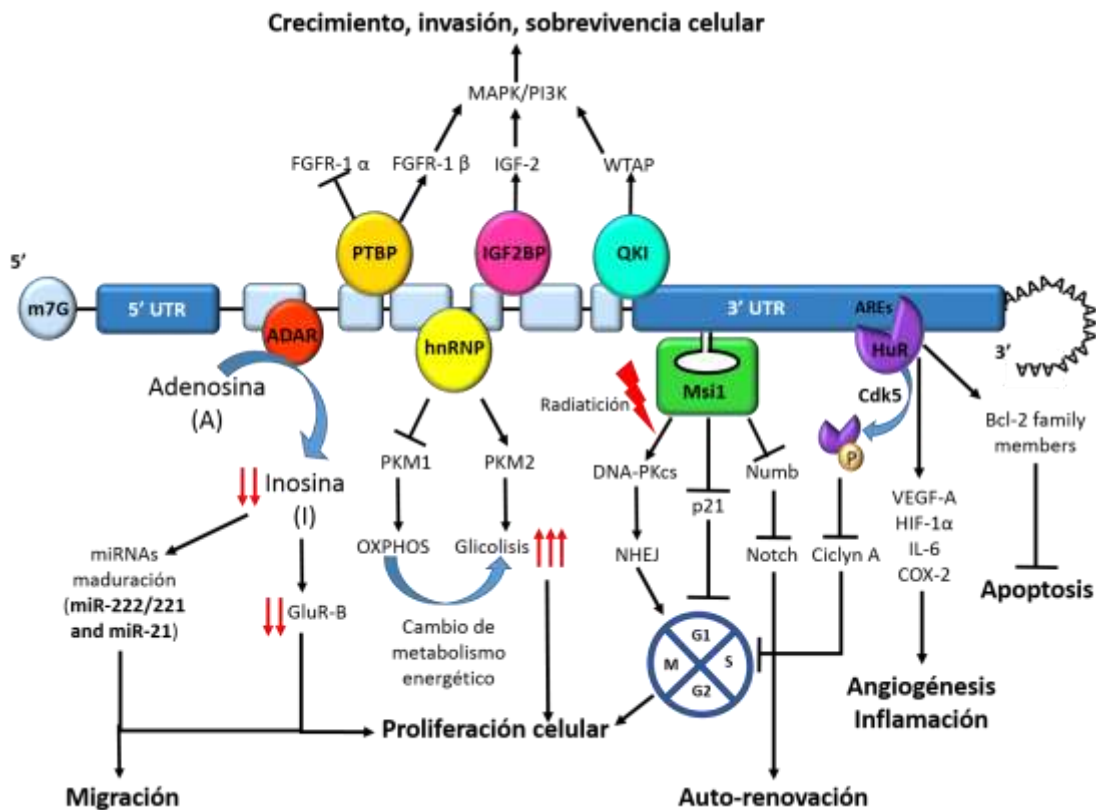 Crecimiento, invasión, sobrevivencia celular
MAPK/PI3K
FGFR-1 α
FGFR-1 β
IGF-2
WTAP
PTBP
IGF2BP
QKI
5’
m7G
5’ UTR
3’ UTR
AREs
ADAR
hnRNP
Msi1
HuR
3’
AAAAAAAAAAAAAAAAAAAA
Adenosina
(A)
Radiatición
Cdk5
P
Bcl-2 family
members
PKM1
PKM2
DNA-PKcs
Numb
p21
Inosina
(I)
VEGF-A
HIF-1α
IL-6
COX-2
miRNAs
maduración
(miR-222/221
and miR-21)
OXPHOS
Glicolisis
NHEJ
Notch
Ciclyn A
Apoptosis
GluR-B
Cambio de
metabolismo
energético
G1
M
S
G2
Angiogénesis
Inflamación
Proliferación celular
Migración
Auto-renovación